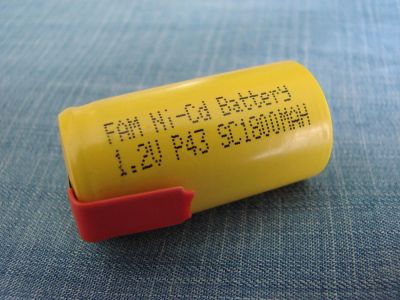 FAM Ni-Cd Battery
1.2V P43 SC1800MAH